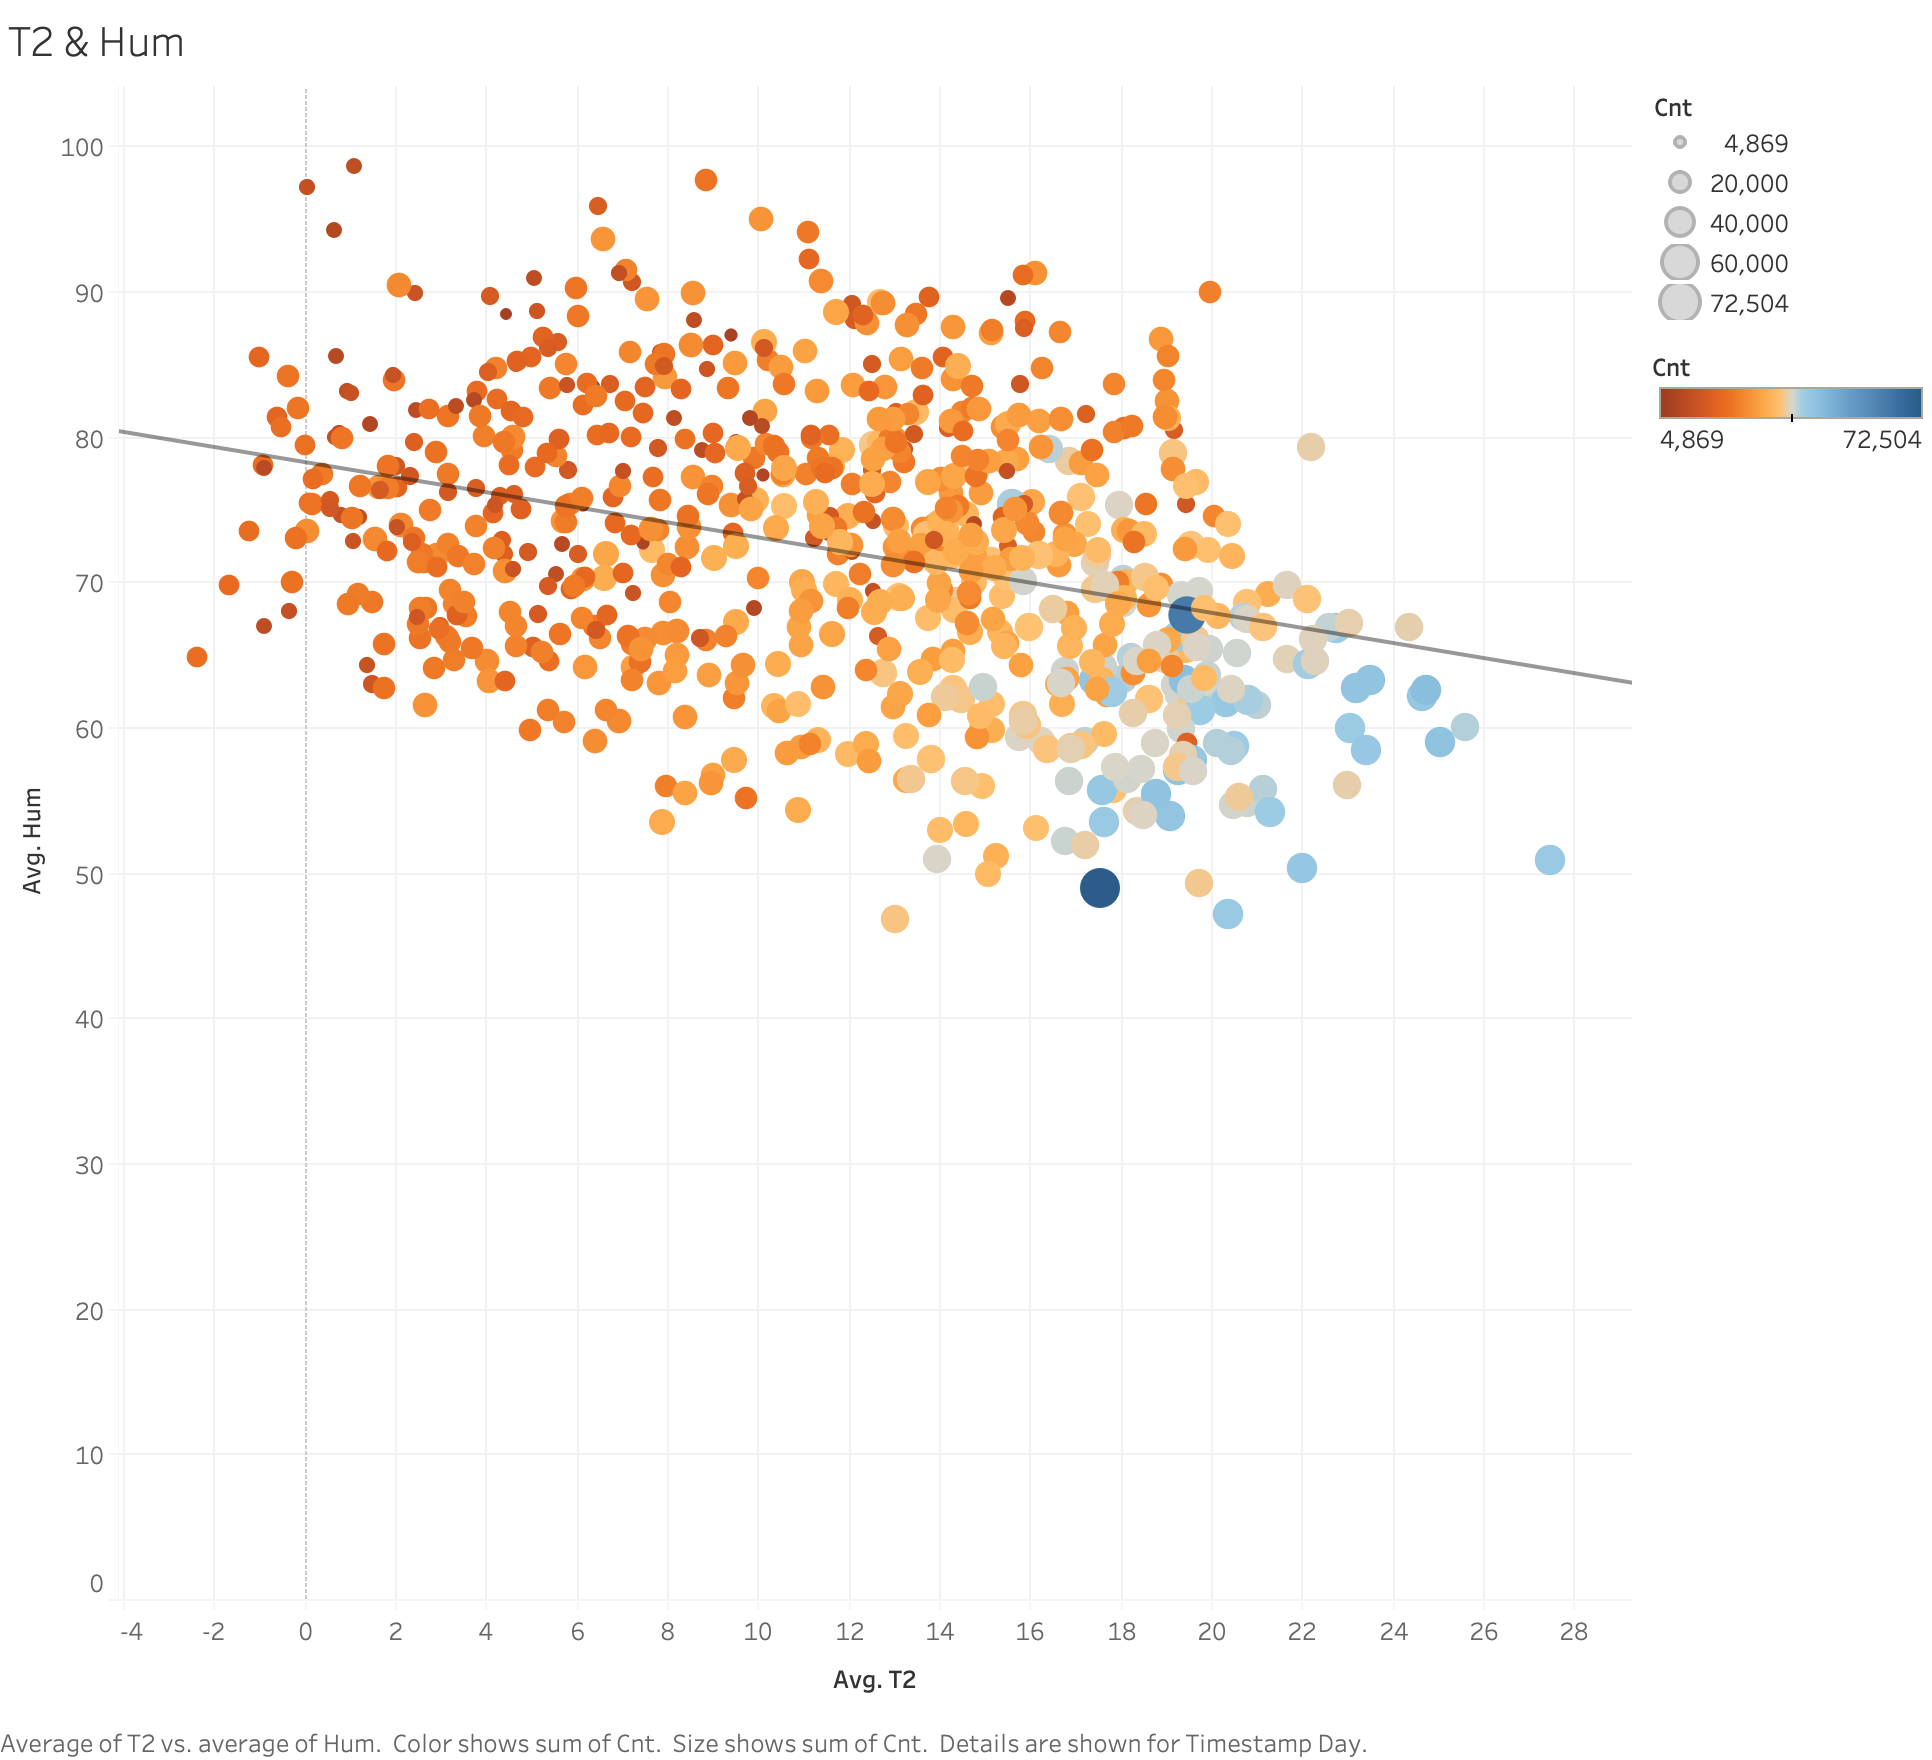 T2 & Hum
Cnt
4,869
20,000
40,000
60,000
72,504
Cnt
4,869 72,504
100
90
80
70
60
50
40
30
20
10
0
Avg. Hum
-4 -2 0 2 4 6 8 10 12 14 16 18 20 22 24 26 28
Avg. T2
Average of T2 vs. average of Hum. Color shows sum of Cnt. Size shows sum of Cnt. Details are shown for Timestamp Day.